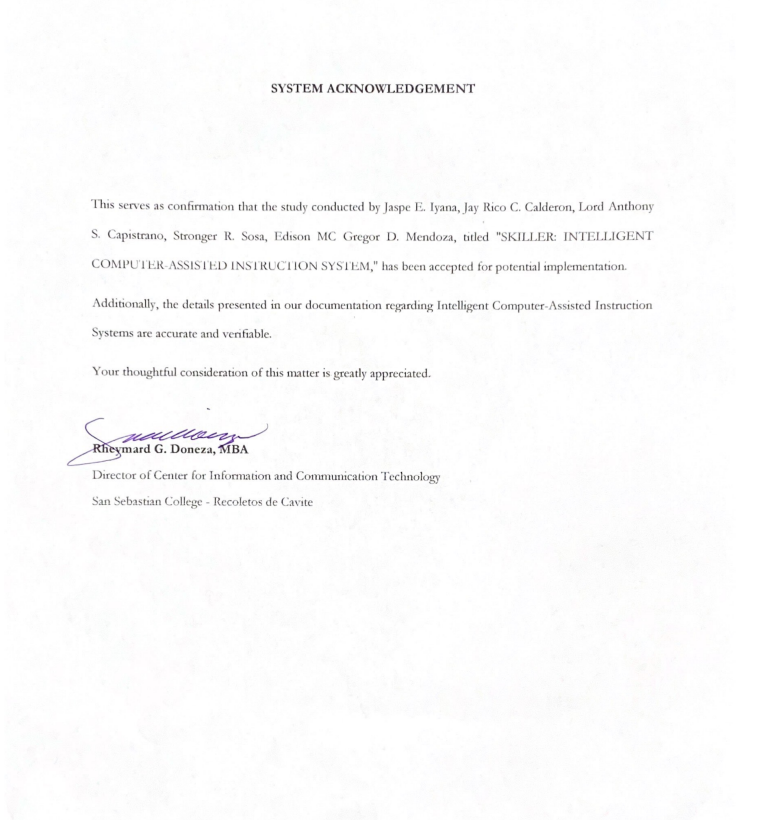 SYSTEM ACKNOWLEDGEMENT
This serves as confirmation that the study conducted by Jaspe E. Iyana, Jay Rico C. Calderon, Lord Anthony
S. Capistrano, Stronger R. Sosa, Edison MC Gregor D. Mendoza, titled "SKILLER: INTELLIGENT
COMPUTER-ASSISTED INSTRUCTION SYSTEM," has been accepted for potential implementation.
Additionally, the details presented in our documentation regarding Intelligent Computer-Assisted Instruction
Systems are accurate and verifiable.
Your thoughtful consideration of this matter is greatly appreciated.
Rheymard G. Doneza, MBA
Director of Center for Information and Communication Technology
San Sebastian College - Recoletos de Cavite